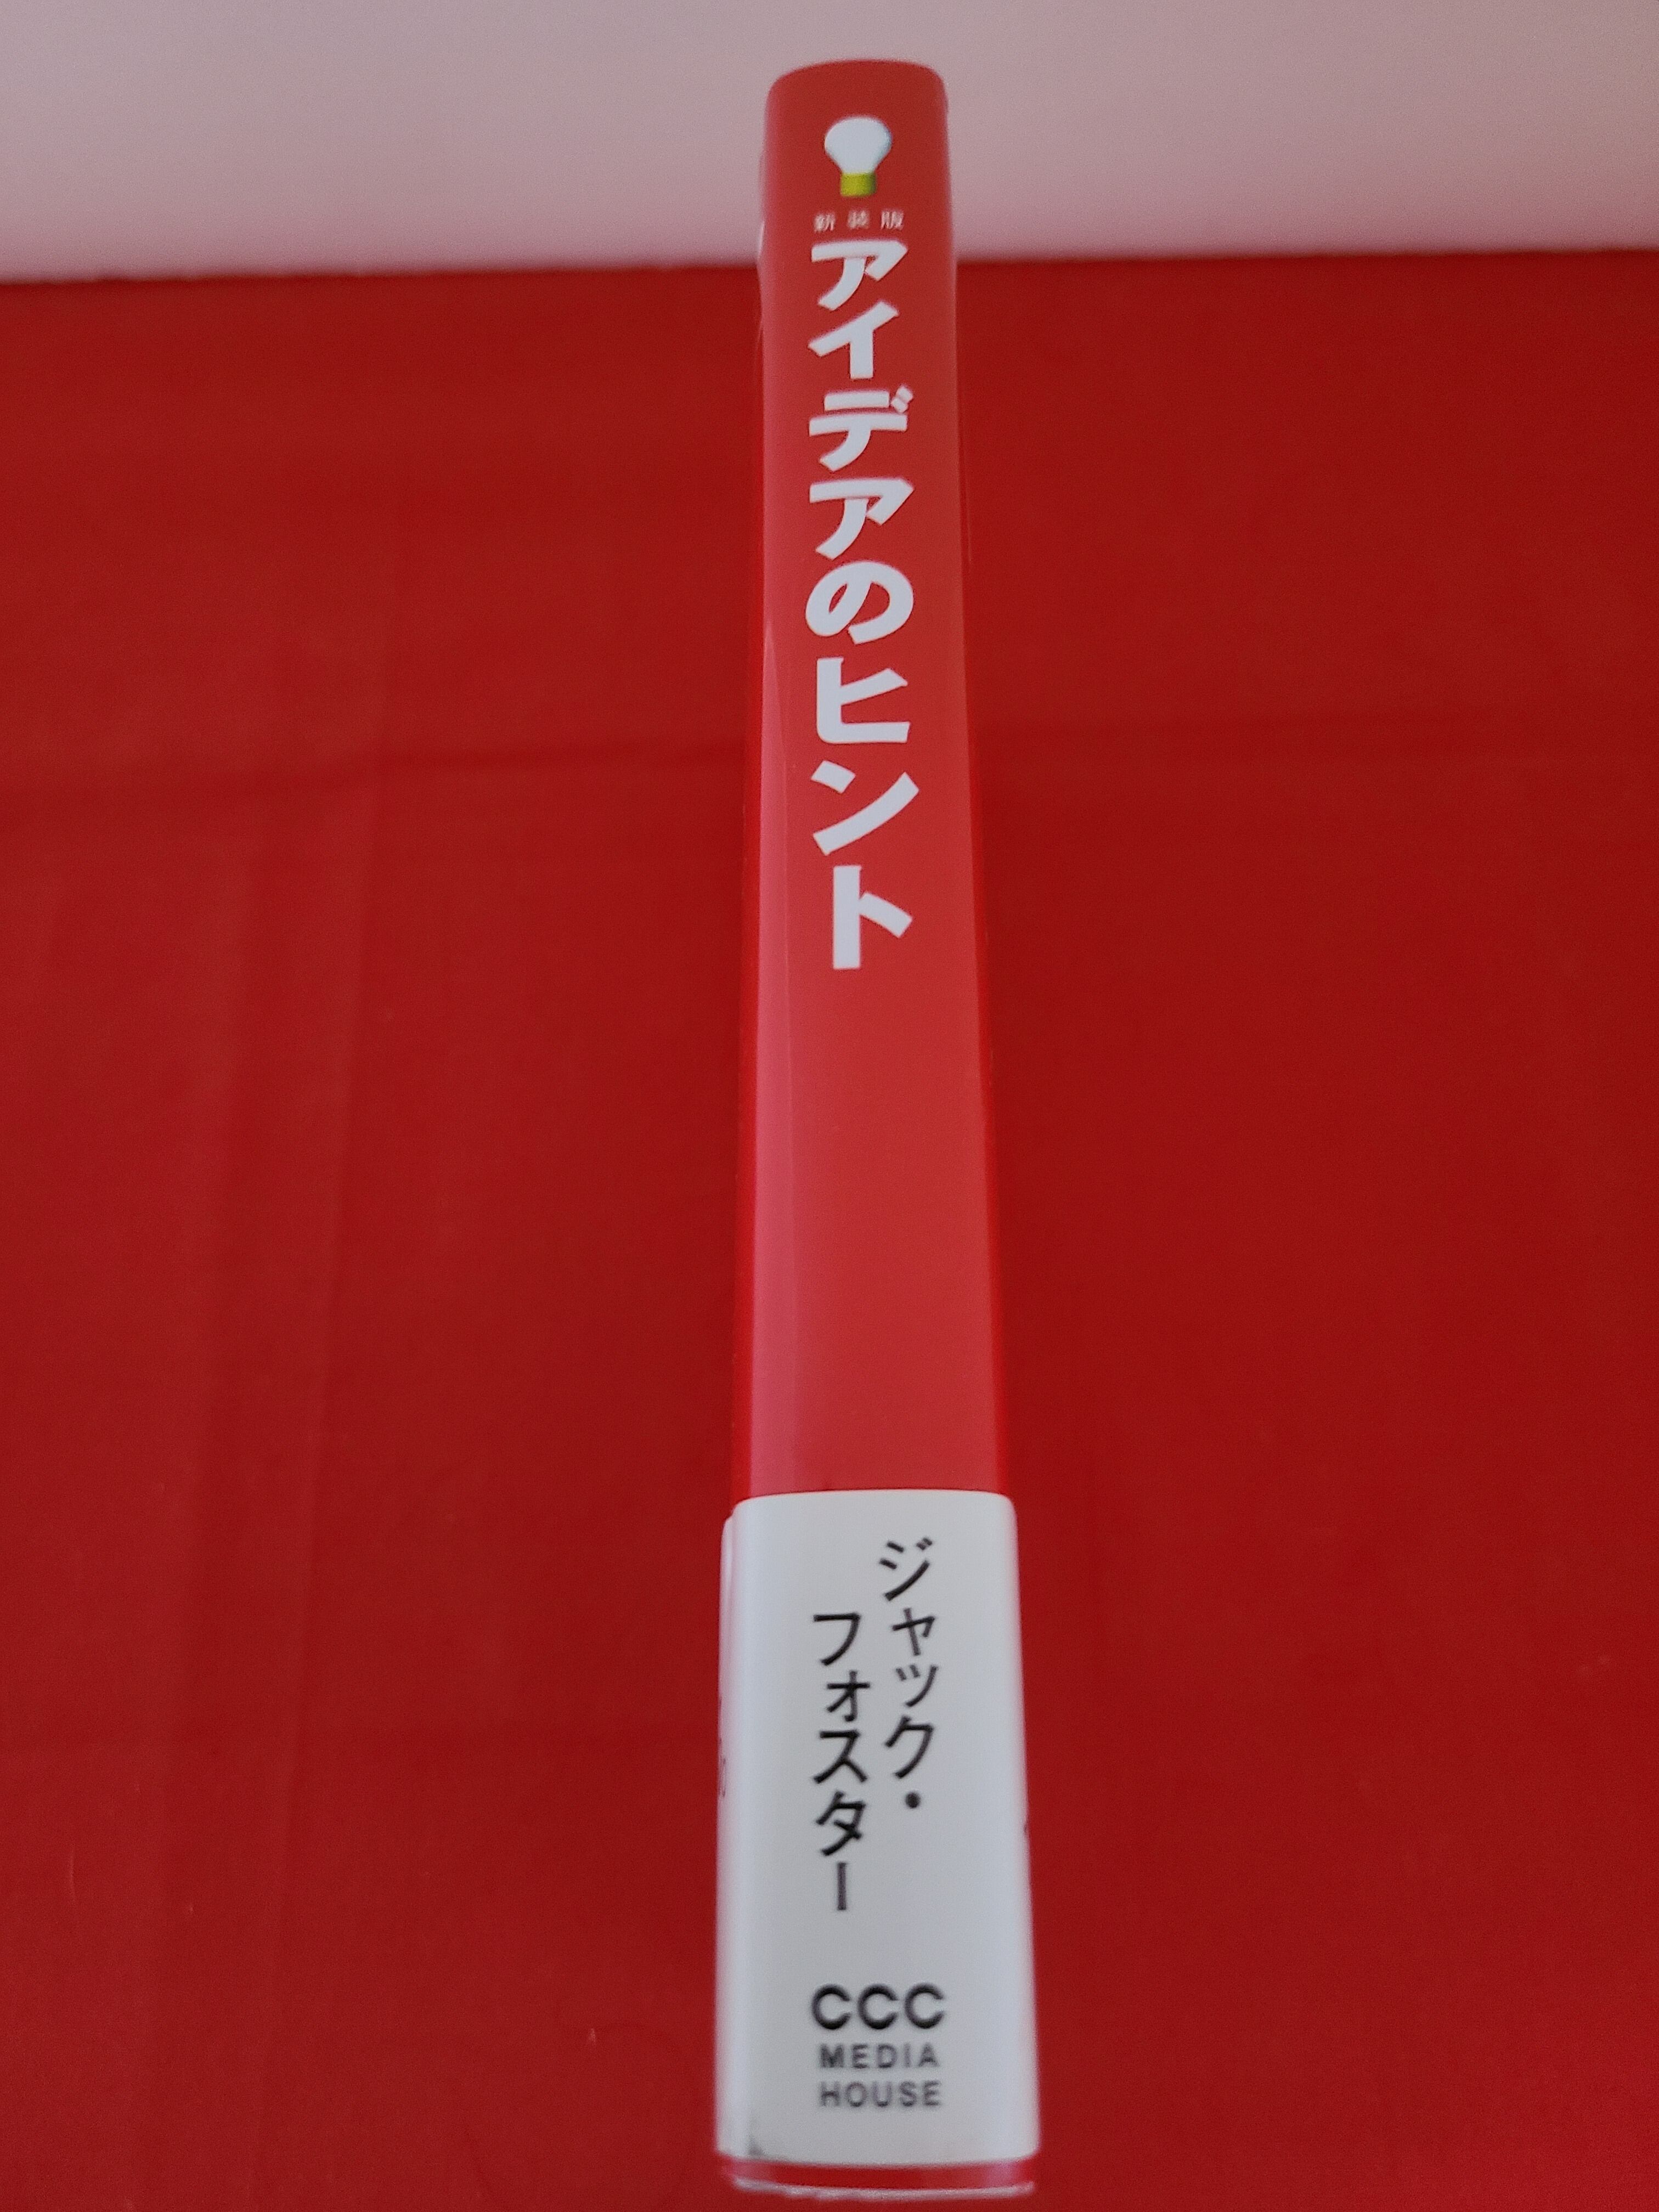 新装版
アイデアのヒント
ジャック・
フォスター
CCC
MEDIA
HOUSE